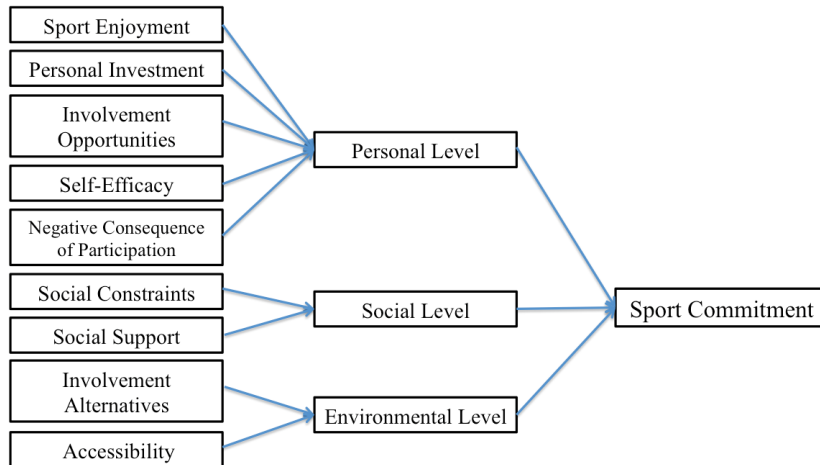 Sport Enjoyment
Personal Investment
Involvement
Opportunities
Self-Efficacy
Negative Consequence
of Participation
Social Constraints
Social Support
Involvement
Alternatives
Accessibility
Personal Level
Social Level
Environmental Level
Sport Commitment